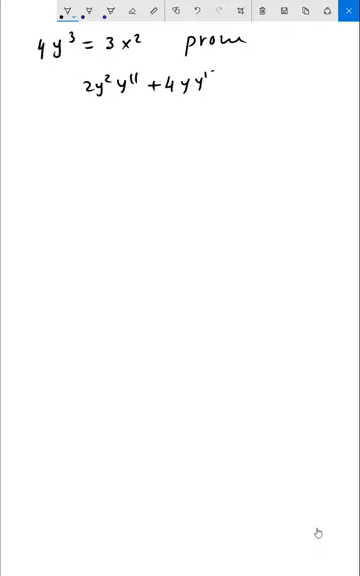 4y³ = 3x² prove
2y²y'' + 4yy'